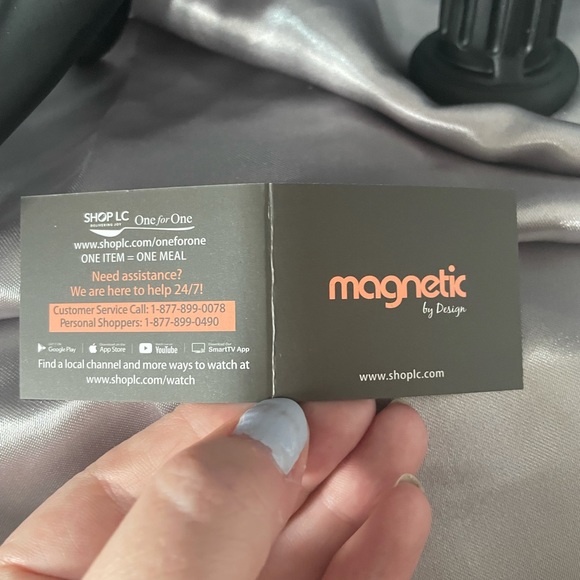 SHOP LC One for One
DELIVERING JOY
www.shoplc.com/oneforone
ONE ITEM = ONE MEAL
Need assistance?
We are here to help 24/7!
Customer Service Call: 1-877-899-0078
Personal Shoppers: 1-877-899-0490
Google Play App Store YouTube SmartTV App
Find a local channel and more ways to watch at
www.shoplc.com/watch
magnetic
by Design
www.shoplc.com